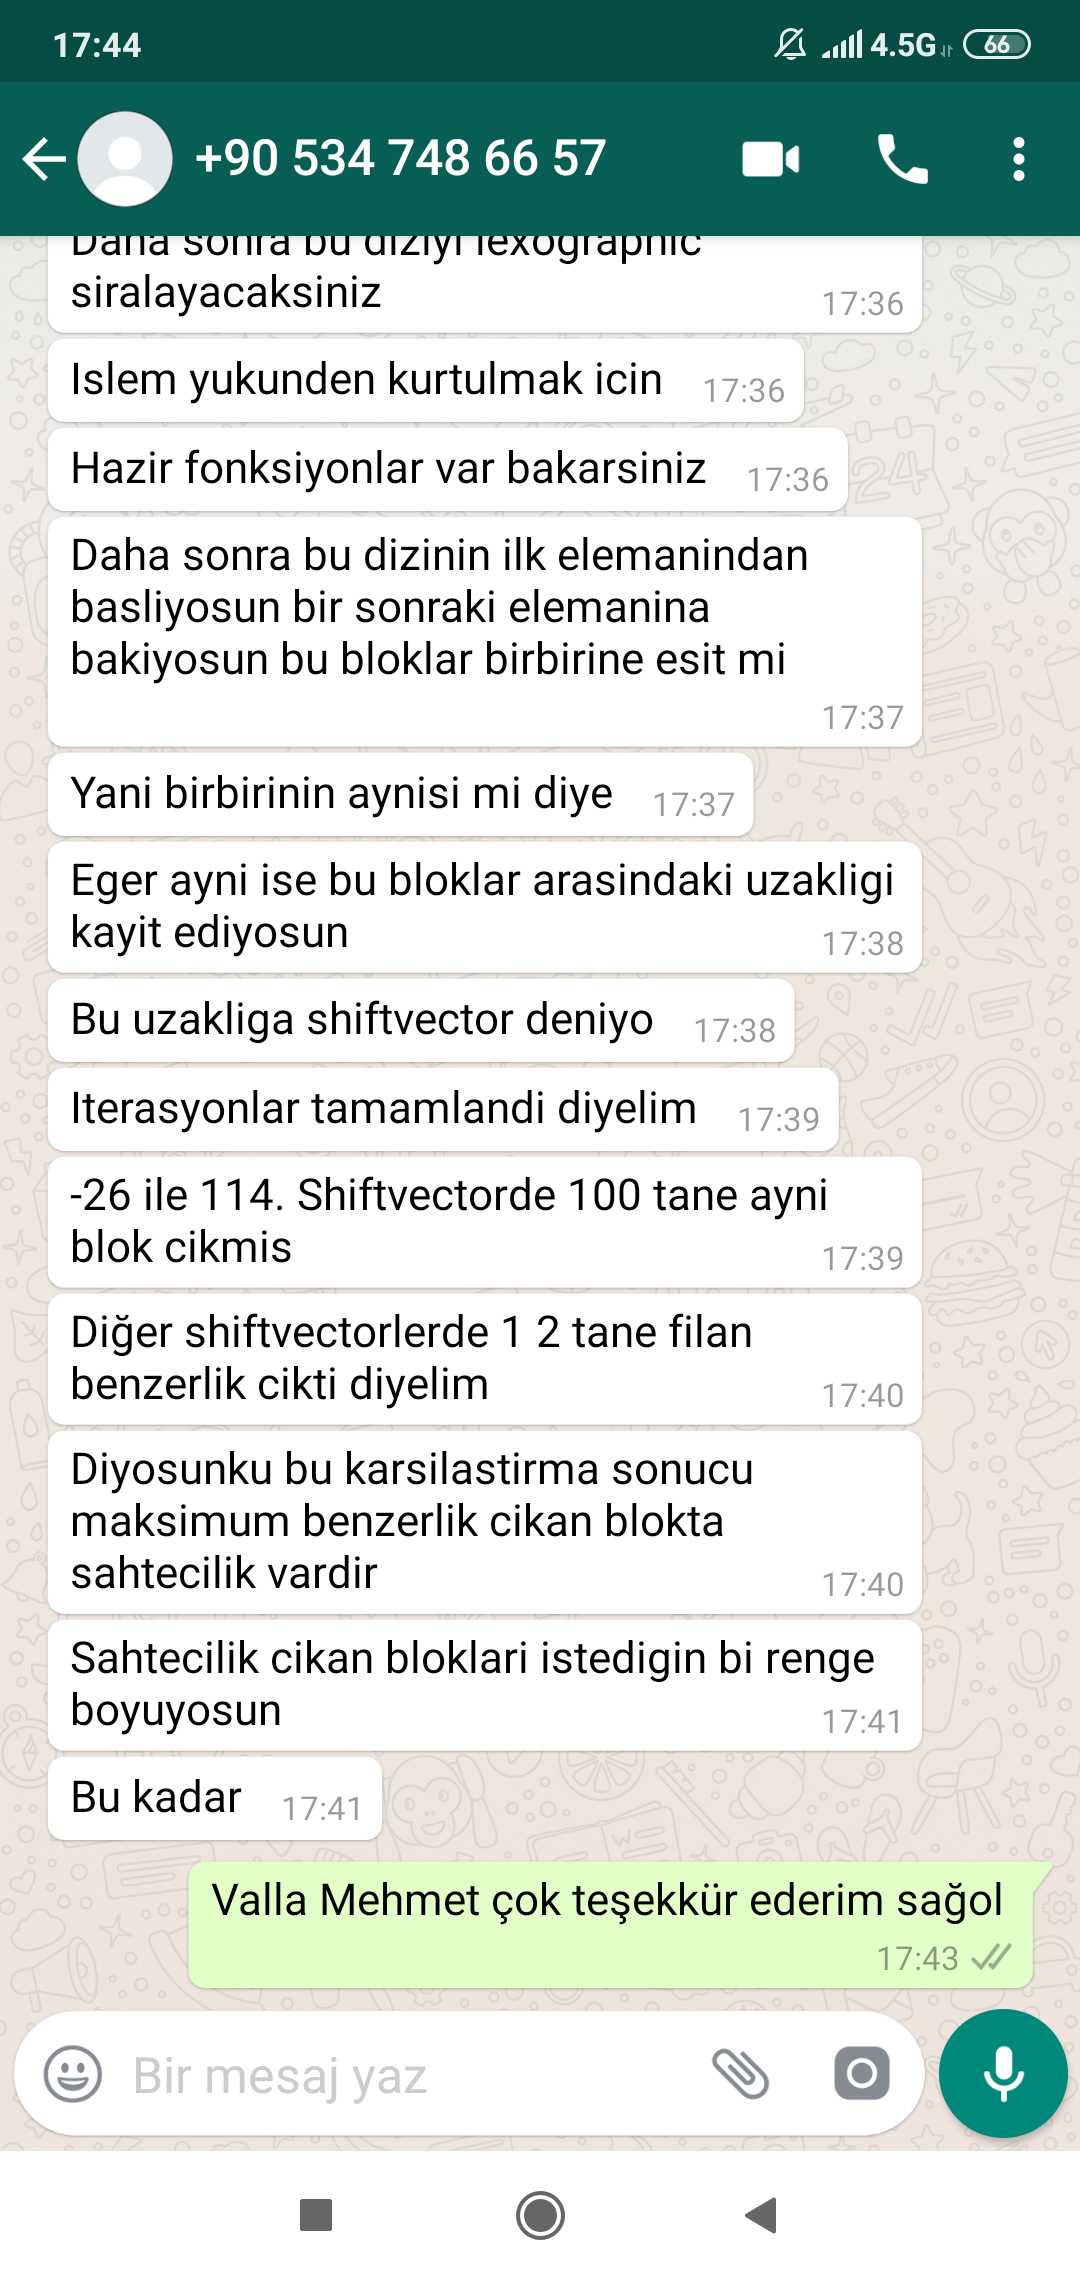 17:44
4.5G
66
+90 534 748 66 57
Daha sonra bu diziyi lexographic
siralayacaksiniz
17:36
Islem yukunden kurtulmak icin
17:36
Hazir fonksiyonlar var bakarsiniz
17:36
Daha sonra bu dizinin ilk elemanindan
basliyosun bir sonraki elemanina
bakiyosun bu bloklar birbirine esit mi
17:37
Yani birbirinin aynisi mi diye
17:37
Eger ayni ise bu bloklar arasindaki uzakligi
kayit ediyosun
17:38
Bu uzakliga shiftvector deniyo
17:38
Iterasyonlar tamamlandi diyelim
17:39
-26 ile 114. Shiftvectorde 100 tane ayni
blok cikmis
17:39
Diğer shiftvectorlerde 1 2 tane filan
benzerlik cikti diyelim
17:40
Diyosunku bu karsilastirma sonucu
maksimum benzerlik cikan blokta
sahtecilik vardir
17:40
Sahtecilik cikan bloklari istedigin bi renge
boyuyosun
17:41
Bu kadar
17:41
Valla Mehmet çok teşekkür ederim sağol
17:43
Bir mesaj yaz